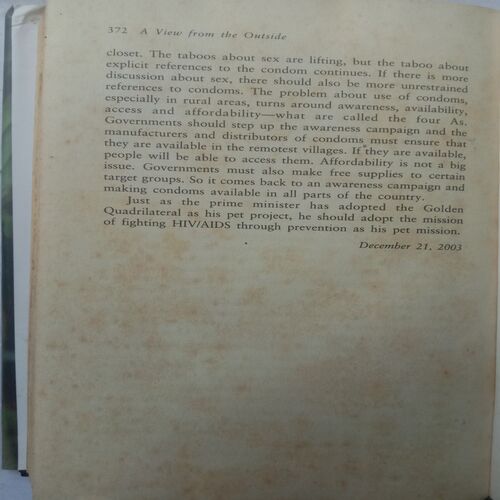 372 A View from the Outside
closet. The taboos about sex are lifting, but the taboo about
explicit references to the condom continues. If there is more
discussion about sex, there should also be more unrestrained
references to condoms. The problem about use of condoms,
especially in rural areas, turns around awareness, availability,
access and affordability—what are called the four As.
Governments should step up the awareness campaign and the
manufacturers and distributors of condoms must ensure that
they are available in the remotest villages. If they are available,
people will be able to access them. Affordability is not a big
issue. Governments must also make free supplies to certain
target groups. So it comes back to an awareness campaign and
making condoms available in all parts of the country.
Just as the prime minister has adopted the Golden
Quadrilateral as his pet project, he should adopt the mission
of fighting HIV/AIDS through prevention as his pet mission.
December 21, 2003